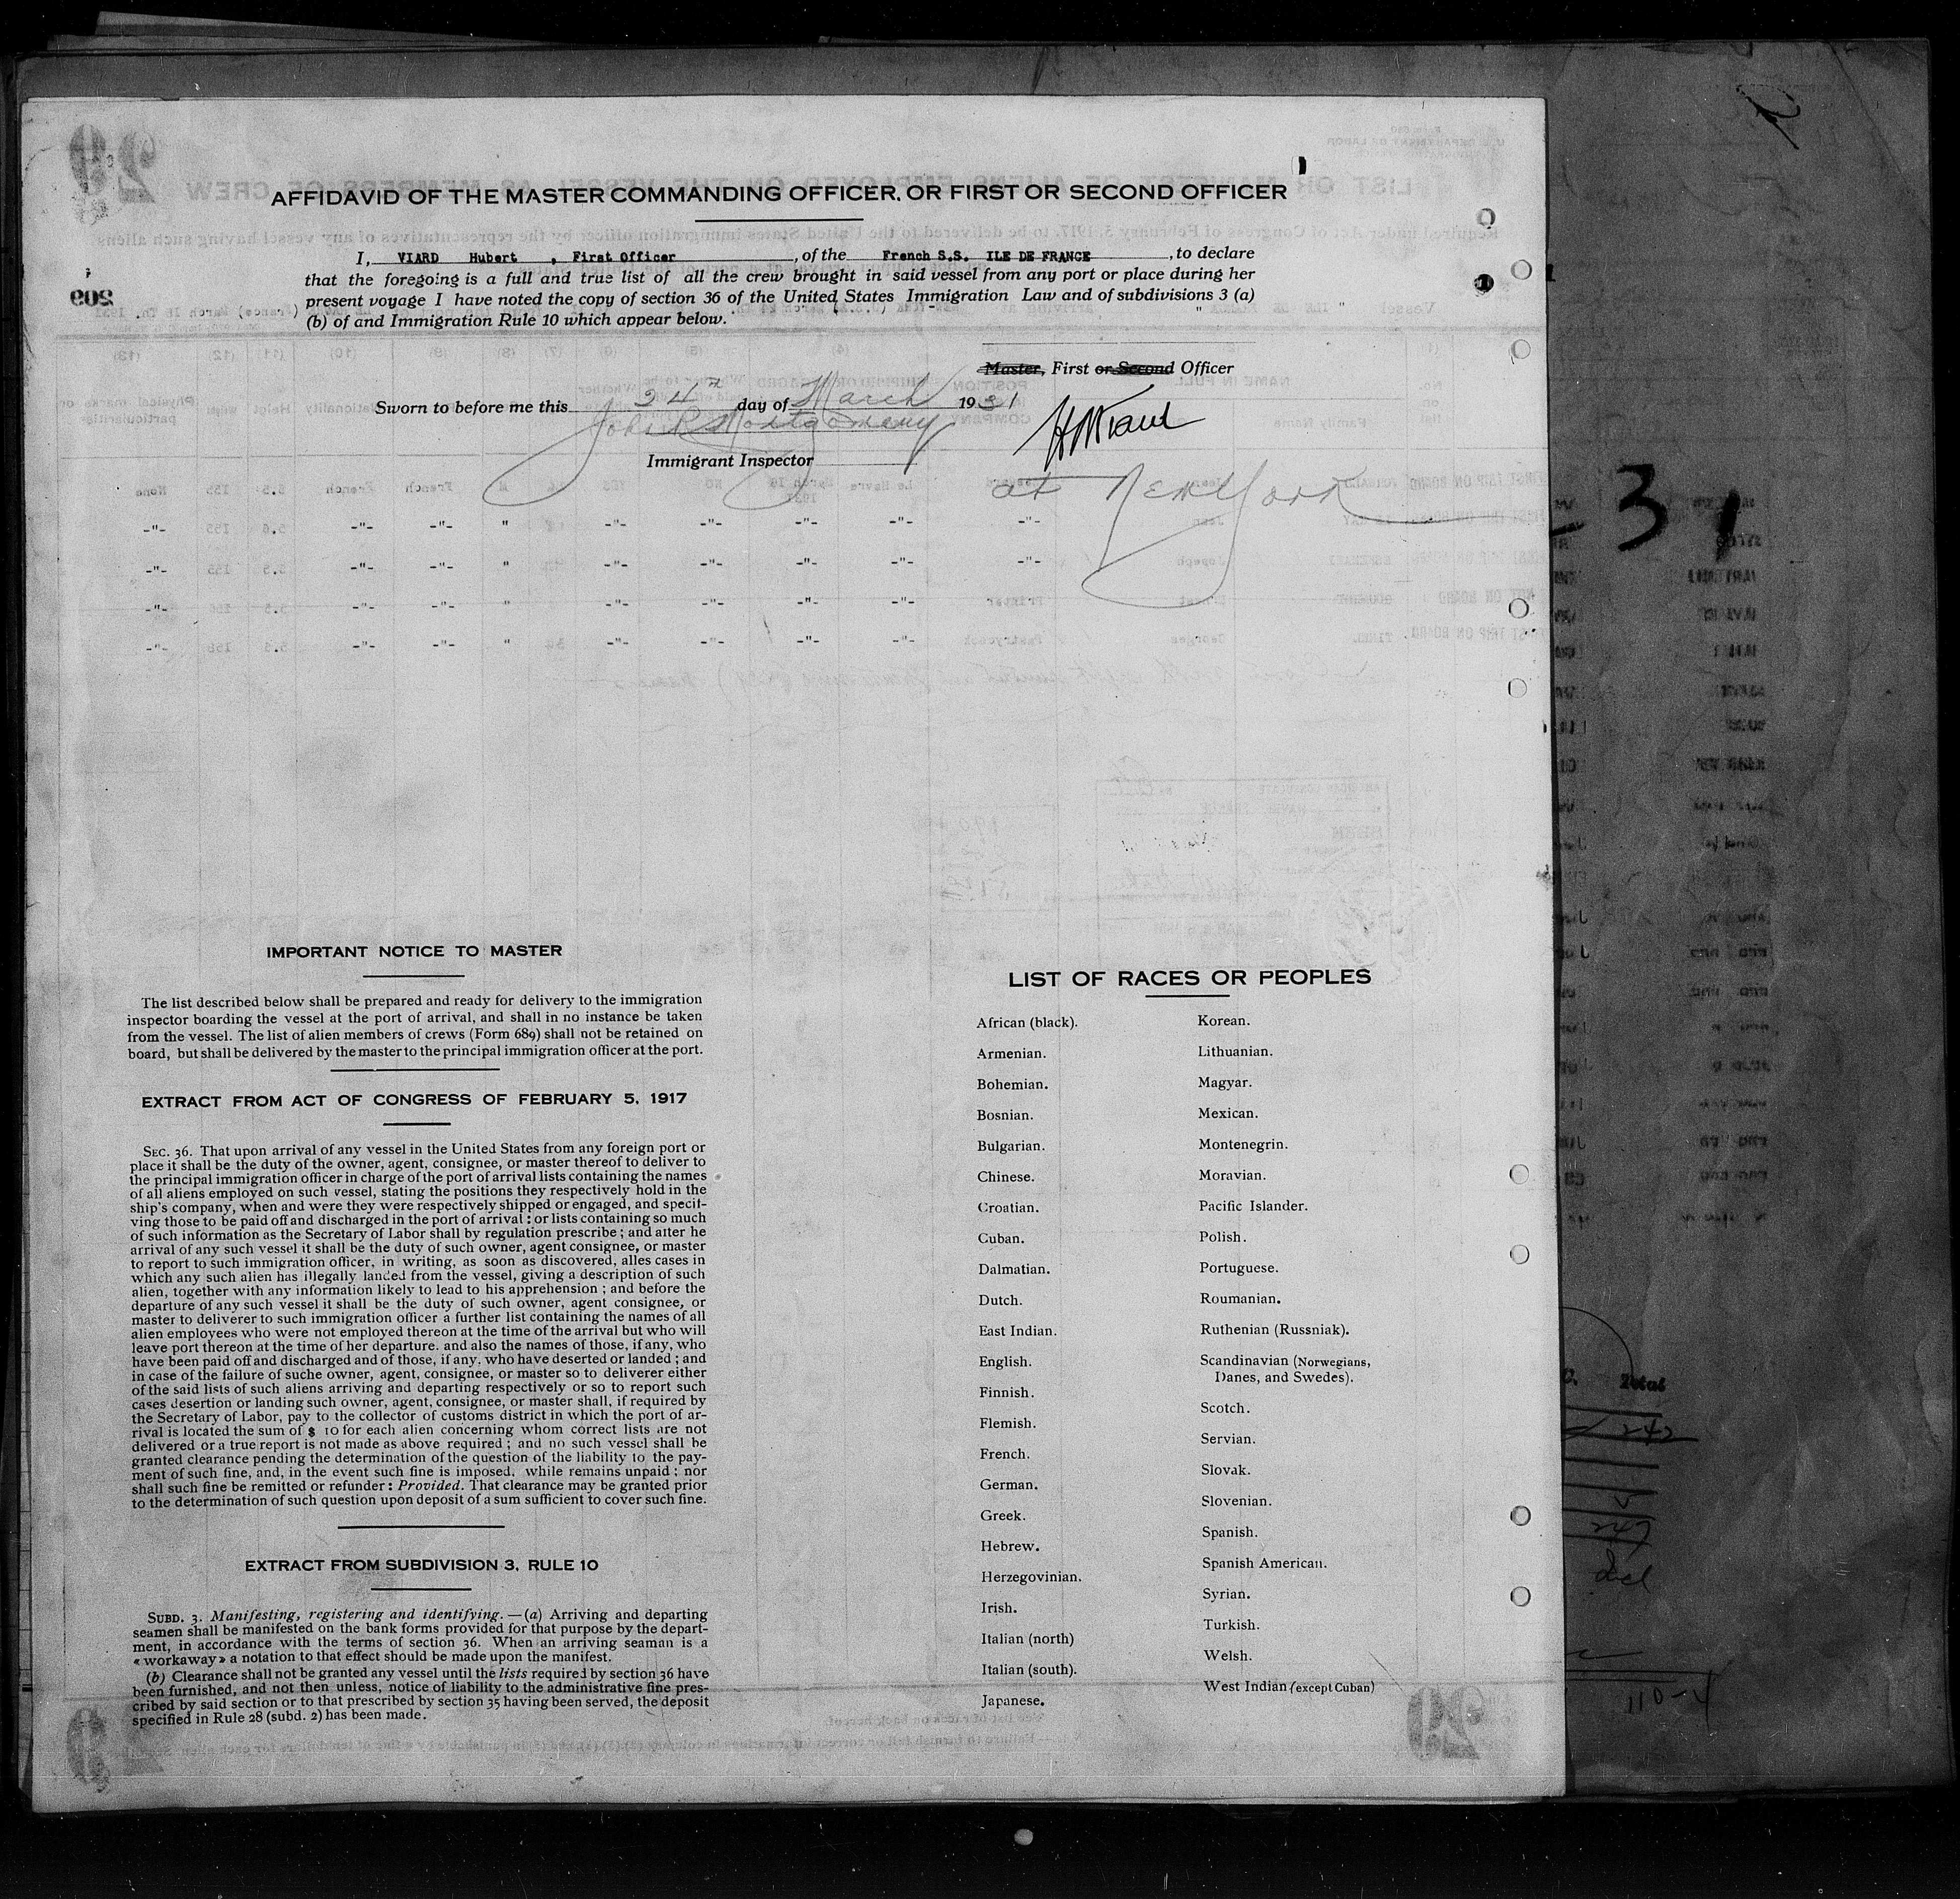 AFFIDAVID OF THE MASTER COMMANDING OFFICER. OR FIRST OR SECOND OFFICER
I, VIARD Hubert , First Officer , of the French S.S. ILE DE FRANCE , to declare
that the foregoing is a full and true list of all the crew brought in said vessel from any port or place during her
present voyage I have noted the copy of section 36 of the United States Immigration Law and of subdivisions 3 (a)
(b) of and Immigration Rule 10 which appear below.
Master, First or Second Officer
Sworn to before me this 24th day of March 1931
John R Montgomery
HViard
Immigrant Inspector
at New York
IMPORTANT NOTICE TO MASTER
The list described below shall be prepared and ready for delivery to the immigration
inspector boarding the vessel at the port of arrival, and shall in no instance be taken
from the vessel. The list of alien members of crews (Form 689) shall not be retained on
board, but shall be delivered by the master to the principal immigration officer at the port.
EXTRACT FROM ACT OF CONGRESS OF FEBRUARY 5, 1917
SEC. 36. That upon arrival of any vessel in the United States from any foreign port or
place it shall be the duty of the owner, agent, consignee, or master thereof to deliver to
the principal immigration officer in charge of the port of arrival lists containing the names
of all aliens employed on such vessel, stating the positions they respectively hold in the
ship's company, when and were they were respectively shipped or engaged, and specit-
ving those to be paid off and discharged in the port of arrival : or lists containing so much
of such information as the Secretary of Labor shall by regulation prescribe ; and atter he
arrival of any such vessel it shall be the duty of such owner, agent consignee, or master
to report to such immigration officer, in writing, as soon as discovered, alles cases in
which any such alien has illegally landed from the vessel, giving a description of such
alien, together with any information likely to lead to his apprehension ; and before the
departure of any such vessel it shall be the duty of such owner, agent consignee, or
master to deliverer to such immigration officer a further list containing the names of all
alien employees who were not employed thereon at the time of the arrival but who will
leave port thereon at the time of her departure. and also the names of those, if any, who
have been paid off and discharged and of those, if any. who have deserted or landed ; and
in case of the failure of suche owner, agent, consignee, or master so to deliverer either
of the said lists of such aliens arriving and departing respectively or so to report such
cases desertion or landing such owner, agent, consignee, or master shall, if required by
the Secretary of Labor, pay to the collector of customs district in which the port of ar-
rival is located the sum of $ 10 for each alien concerning whom correct lists are not
delivered or a true report is not made as above required ; and no such vessel shall be
granted clearance pending the determination of the question of the liability to the pay-
ment of such fine, and, in the event such fine is imposed, while remains unpaid ; nor
shall such fine be remitted or refunder : Provided. That clearance may be granted prior
to the determination of such question upon deposit of a sum sufficient to cover such fine.
EXTRACT FROM SUBDIVISION 3, RULE 10
SUBD. 3. Manifesting, registering and identifying. — (a) Arriving and departing
seamen shall be manifested on the bank forms provided for that purpose by the depart-
ment, in accordance with the terms of section 36. When an arriving seaman is a
« workaway » a notation to that effect should be made upon the manifest.
(b) Clearance shall not be granted any vessel until the lists required by section 36 have
been furnished, and not then unless, notice of liability to the administrative fine pres-
cribed by said section or to that prescribed by section 35 having been served, the deposit
specified in Rule 28 (subd. 2) has been made.
LIST OF RACES OR PEOPLES
African (black).
Armenian.
Bohemian.
Bosnian.
Bulgarian.
Chinese.
Croatian.
Cuban.
Dalmatian.
Dutch.
East Indian.
English.
Finnish.
Flemish.
French.
German.
Greek.
Hebrew.
Herzegovinian.
Irish.
Italian (north)
Italian (south).
Japanese.
Korean.
Lithuanian.
Magyar.
Mexican.
Montenegrin.
Moravian.
Pacific Islander.
Polish.
Portuguese.
Roumanian.
Ruthenian (Russniak).
Scandinavian (Norwegians,
Danes, and Swedes).
Scotch.
Servian.
Slovak.
Slovenian.
Spanish.
Spanish American.
Syrian.
Turkish.
Welsh.
West Indian (except Cuban)
31
Total
242
247
110-4